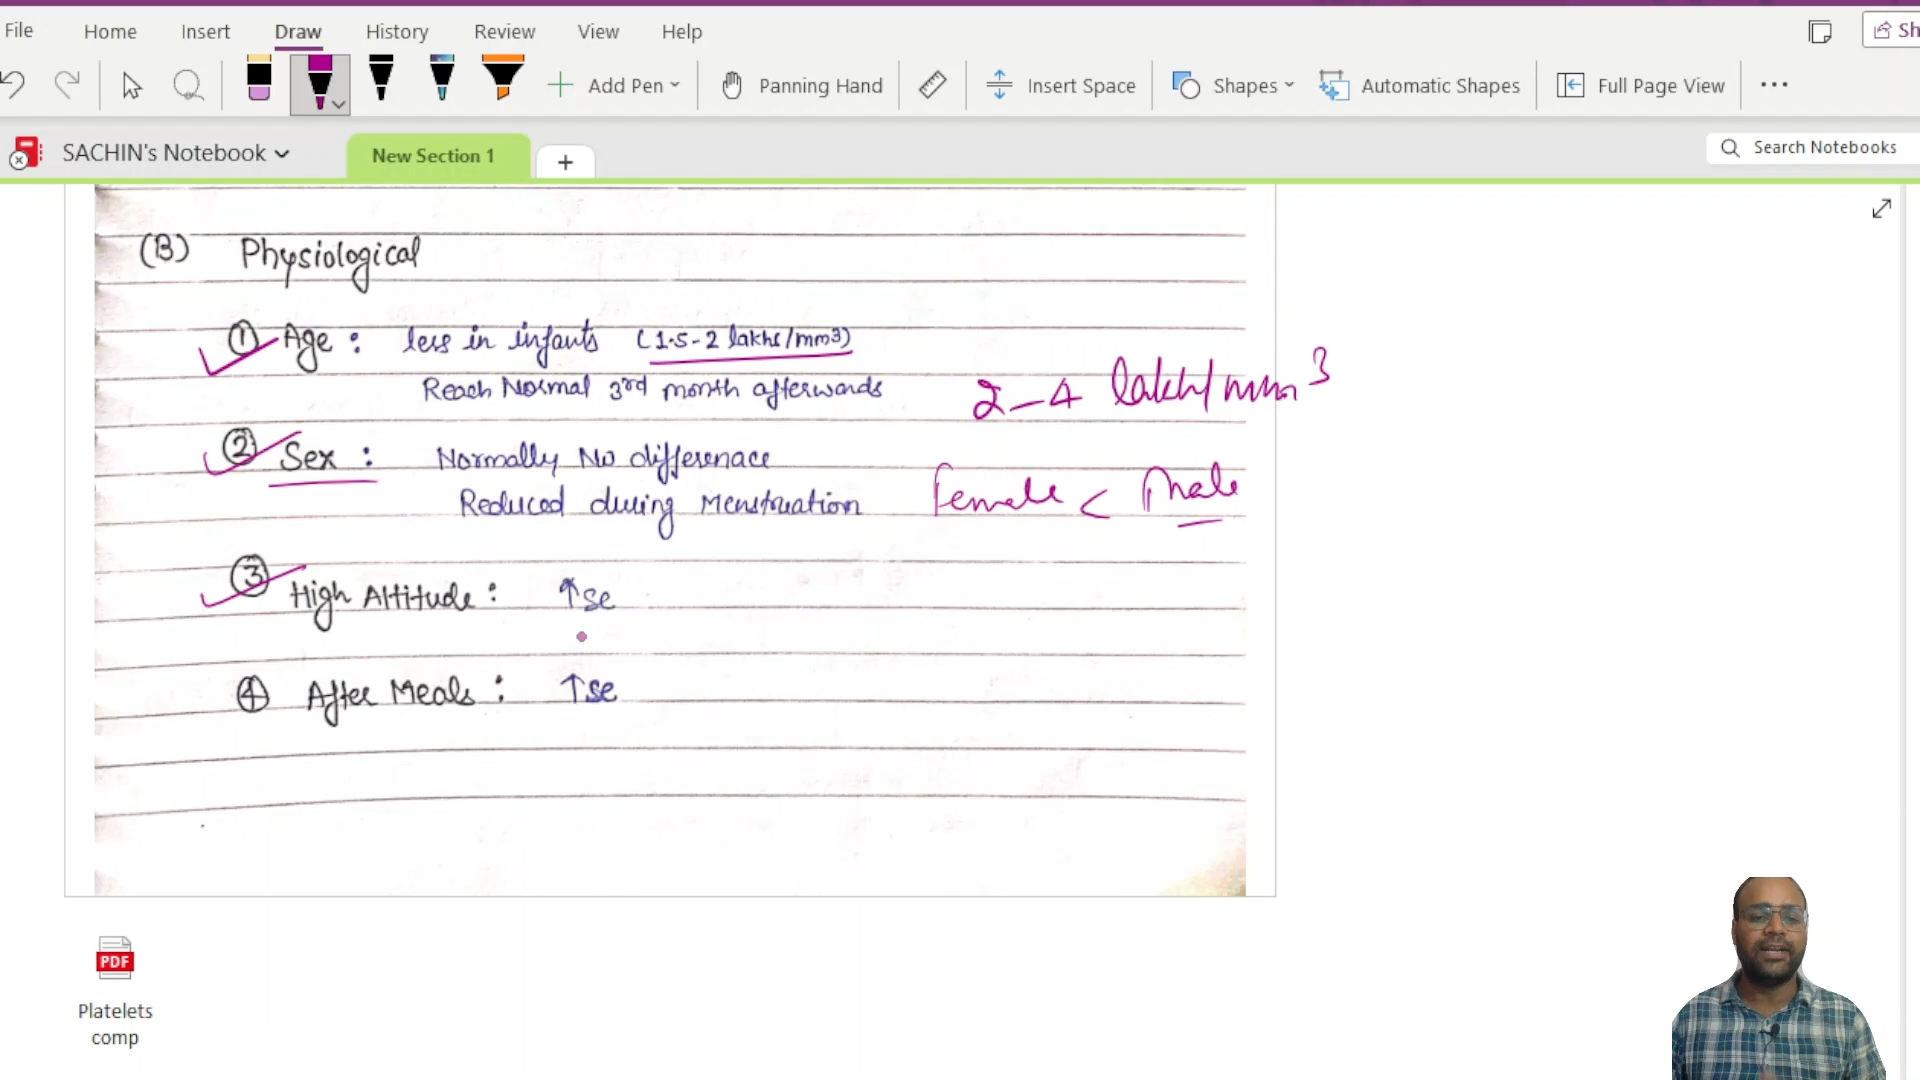 File Home Insert Draw History Review View Help Sh
Add Pen Panning Hand Insert Space Shapes Automatic Shapes Full Page View
SACHIN's Notebook New Section 1 + Search Notebooks
(B) Physiological
① Age : less in infants (1.5-2 lakhs/mm3)
Reach Normal 3rd month afterwards
2-4 lakh/mm3
② Sex : Normally No differenace
Reduced during Menstruation
Female < Male
③ High Altitude : ↑se
④ After Meals : ↑se
PDF
Platelets
comp